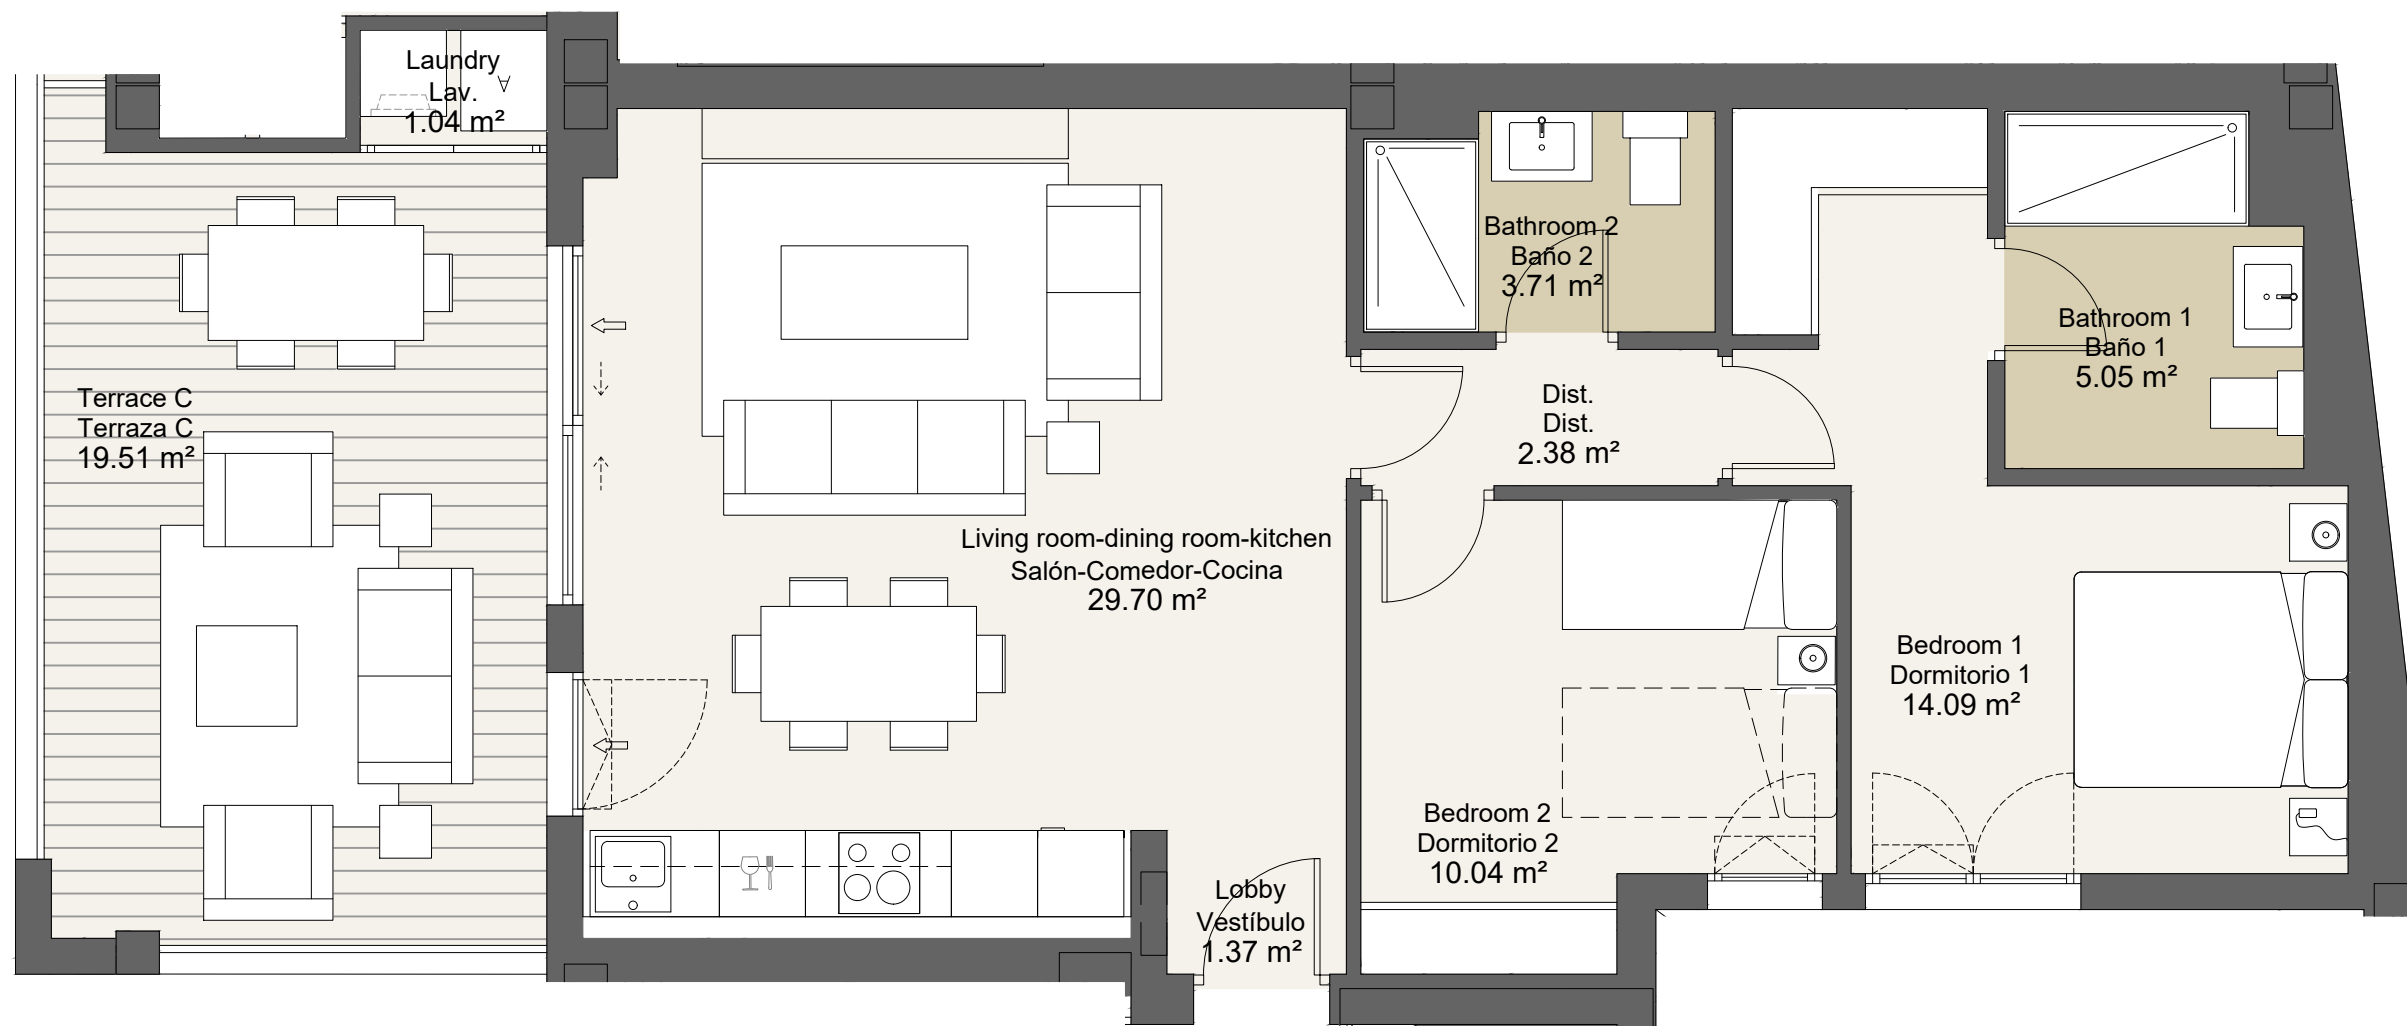 Laundry
Lav.
1.04 m²
Terrace C
Terraza C
19.51 m²
Living room-dining room-kitchen
Salón-Comedor-Cocina
29.70 m²
Lobby
Vestíbulo
1.37 m²
Bathroom 2
Baño 2
3.71 m²
Dist.
Dist.
2.38 m²
Bedroom 2
Dormitorio 2
10.04 m²
Bathroom 1
Baño 1
5.05 m²
Bedroom 1
Dormitorio 1
14.09 m²